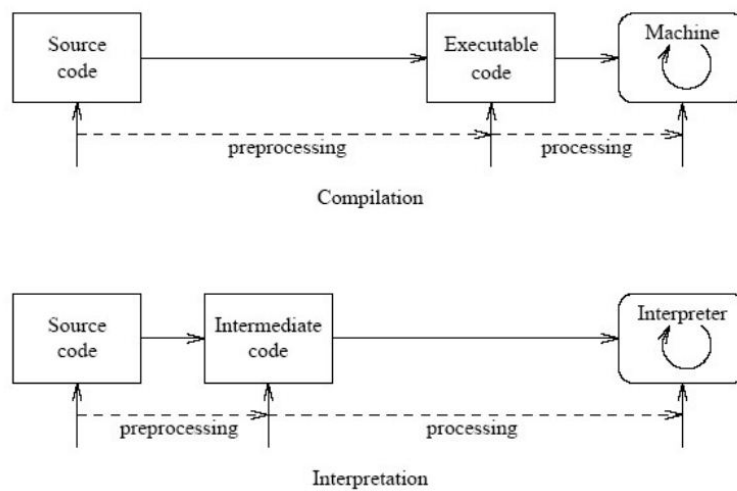 Source
code
Executable
code
Machine
preprocessing
processing
Compilation
Source
code
Intermediate
code
Interpreter
preprocessing
processing
Interpretation